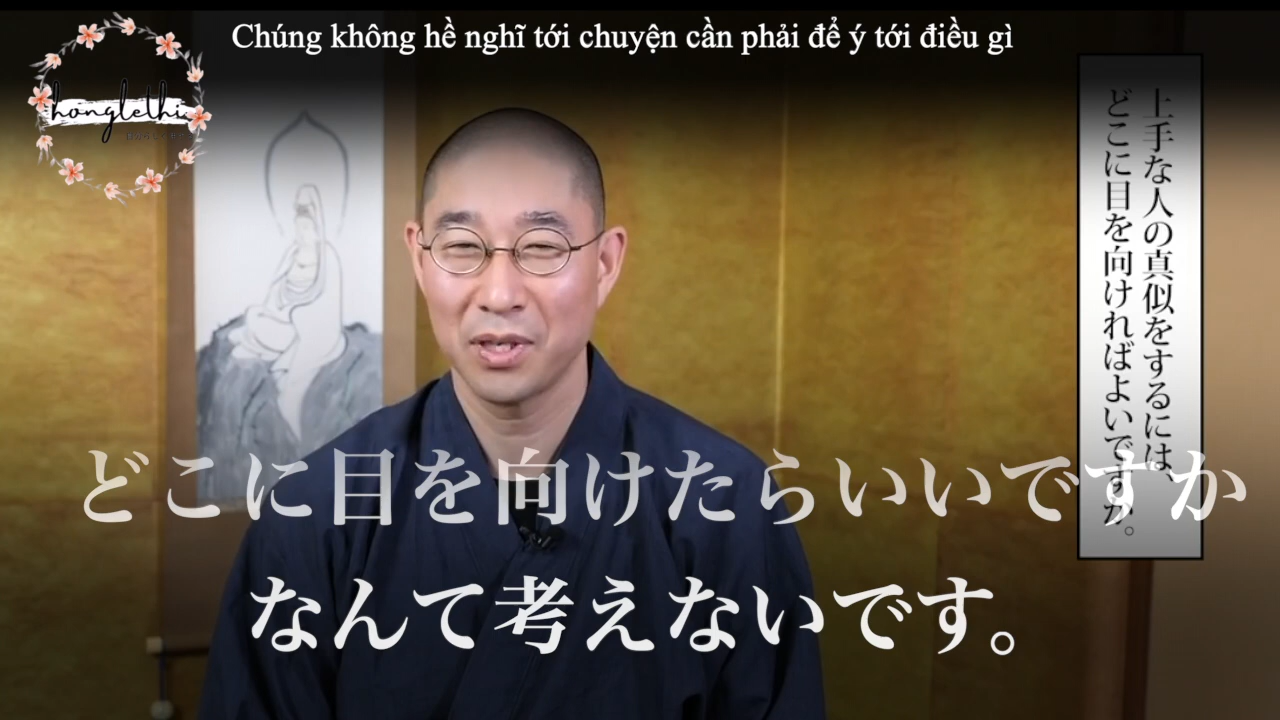 Chúng không hề nghĩ tới chuyện cần phải để ý tới điều gì
honglethi
上手な人の真似をするには、
どこに目を向ければよいですか。
どこに目を向けたらいいですか
なんて考えないです。